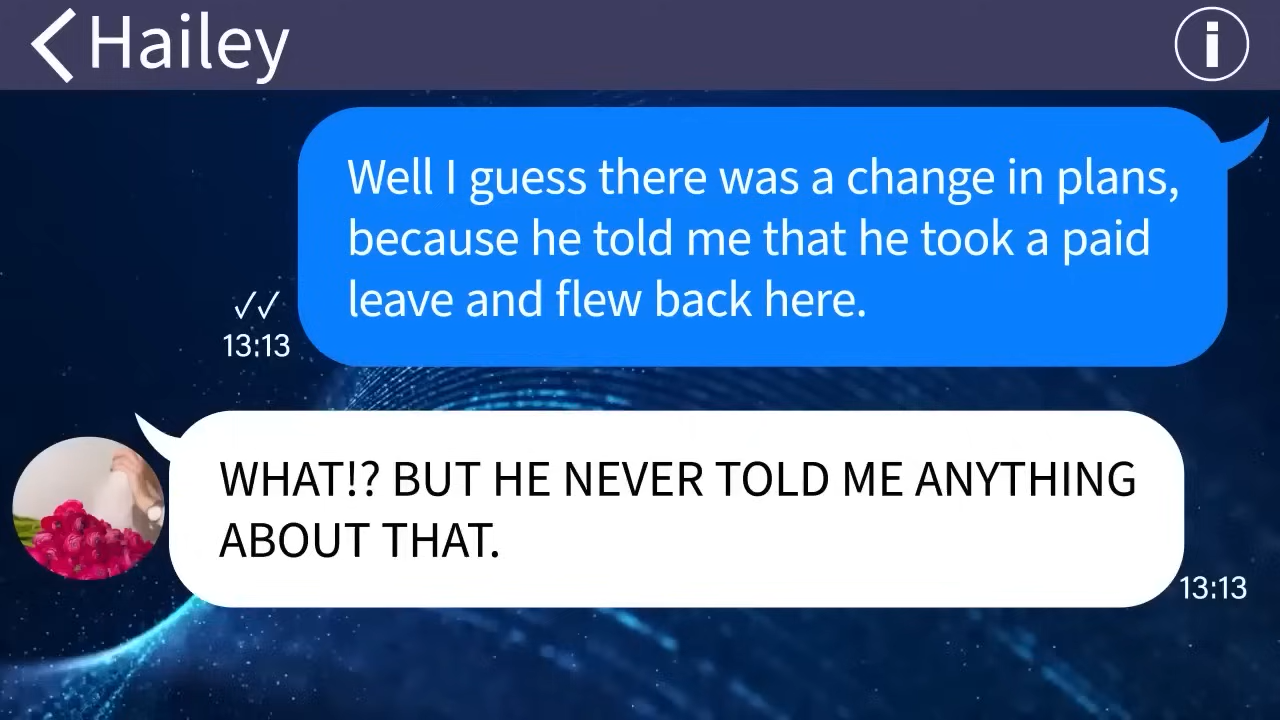 Hailey
Well I guess there was a change in plans,
because he told me that he took a paid
leave and flew back here.
✓✓
13:13
WHAT!? BUT HE NEVER TOLD ME ANYTHING
ABOUT THAT.
13:13